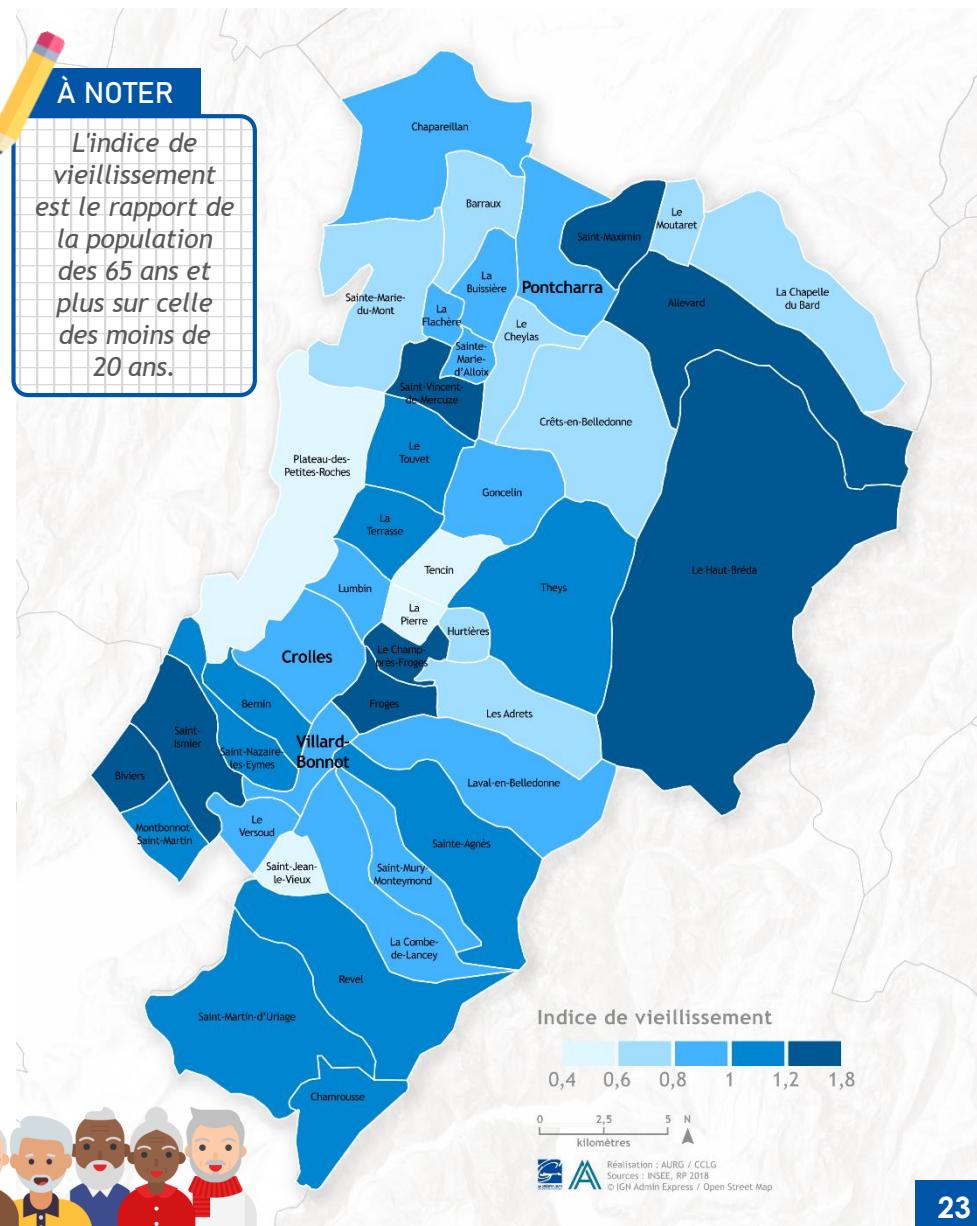 À NOTER
L'indice de
vieillissement
est le rapport de
la population
des 65 ans et
plus sur celle
des moins de
20 ans.
Chapareillan
Barraux
Le
Moutaret
Saint-Maximin
La
Buissière
Pontcharra
La Chapelle
du Bard
Sainte-Marie-
du-Mont
Allevard
La
Flachère
Le
Cheylas
Sainte-
Marie-
d'Alloix
Saint-Vincent-
de-Mercuze
Crêts-en-Belledonne
Le
Touvet
Plateau-des-
Petites-Roches
Goncelin
La
Terrasse
Tencin
Le Haut-Bréda
Lumbin
Theys
La
Pierre
Hurtières
Crolles
Le Champ-
près-Froges
Bernin
Froges
Les Adrets
Saint-
Ismier
Villard-
Bonnot
Saint-Nazaire-
les-Eymes
Biviers
Laval-en-Belledonne
Le
Versoud
Montbonnot-
Saint-Martin
Sainte-Agnès
Saint-Jean-
le-Vieux
Saint-Mury-
Monteymond
La Combe-
de-Lancey
Revel
Saint-Martin-d'Uriage
Chamrousse
Indice de vieillissement
0,4 0,6 0,8 1 1,2 1,8
0 2,5 5 N
kilomètres
Réalisation : AURG / CCLG
Sources : INSEE, RP 2018
© IGN Admin Express / Open Street Map
23